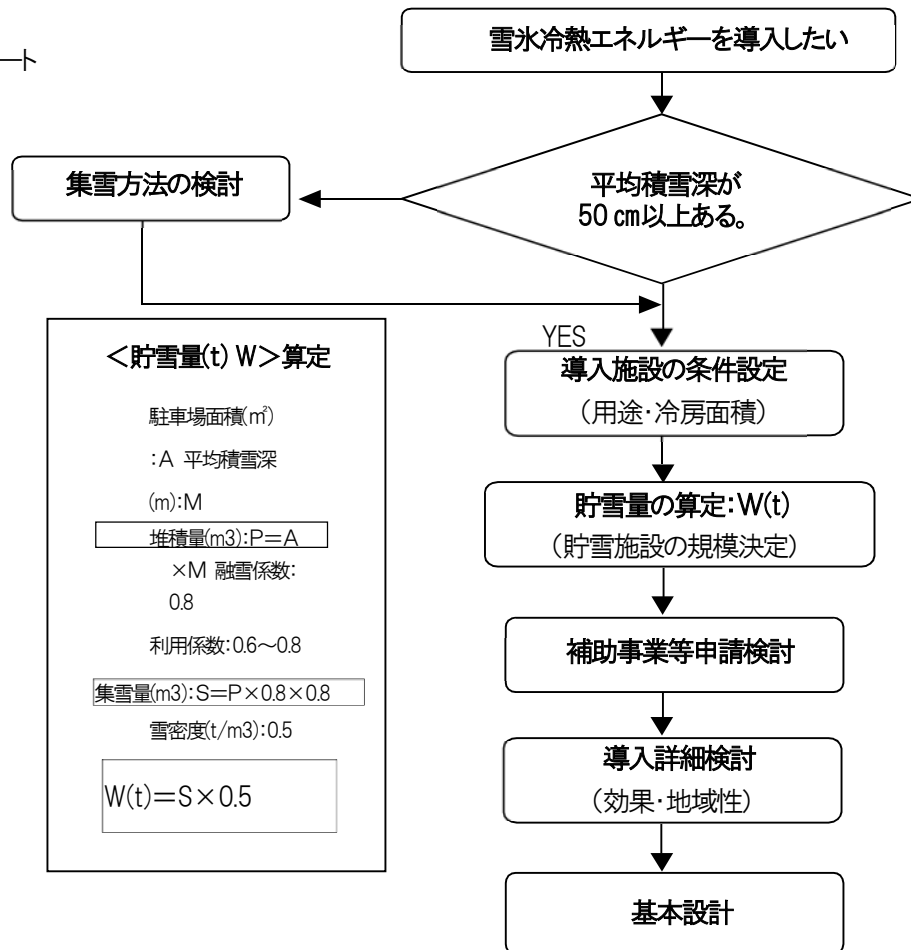 ート
雪氷冷熱エネルギーを導入したい
平均積雪深が
50 ㎝以上ある。
集雪方法の検討
YES
導入施設の条件設定
（用途・冷房面積）
貯雪量の算定：W(t)
（貯雪施設の規模決定）
補助事業等申請検討
導入詳細検討
（効果・地域性）
基本設計
＜貯雪量(t) W＞算定
駐車場面積(㎡)
：A 平均積雪深
(m)：M
堆積量(m3)：P＝A
×M 融雪係数：
0.8
利用係数：0.6～0.8
集雪量(m3)：S＝P×0.8×0.8
雪密度(t/m3)：0.5
W(t)＝S×0.5